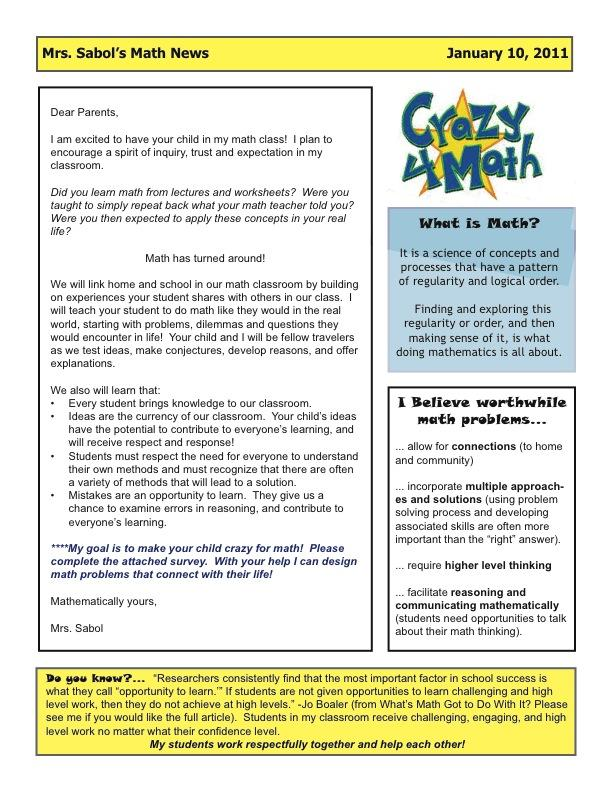 Mrs. Sabol's Math News January 10, 2011
Dear Parents,
I am excited to have your child in my math class!  I plan to
encourage a spirit of inquiry, trust and expectation in my
classroom.
Did you learn math from lectures and worksheets?  Were you
taught to simply repeat back what your math teacher told you?
Were you then expected to apply these concepts in your real
life?
Math has turned around!
We will link home and school in our math classroom by building
on experiences your student shares with others in our class.  I
will teach your student to do math like they would in the real
world, starting with problems, dilemmas and questions they
would encounter in life!  Your child and I will be fellow travelers
as we test ideas, make conjectures, develop reasons, and offer
explanations.
We also will learn that:
• Every student brings knowledge to our classroom.
• Ideas are the currency of our classroom.  Your child's ideas
have the potential to contribute to everyone's learning, and
will receive respect and response!
• Students must respect the need for everyone to understand
their own methods and must recognize that there are often
a variety of methods that will lead to a solution.
• Mistakes are an opportunity to learn.  They give us a
chance to examine errors in reasoning, and contribute to
everyone's learning.
****My goal is to make your child crazy for math!  Please
complete the attached survey.  With your help I can design
math problems that connect with their life!
Mathematically yours,
Mrs. Sabol
Crazy
4 Math
What is Math?
It is a science of concepts and
processes that have a pattern
of regularity and logical order.
Finding and exploring this
regularity or order, and then
making sense of it, is what
doing mathematics is all about.
I Believe worthwhile
math problems...
... allow for connections (to home
and community)
... incorporate multiple approach-
es and solutions (using problem
solving process and developing
associated skills are often more
important than the “right” answer).
... require higher level thinking
... facilitate reasoning and
communicating mathematically
(students need opportunities to talk
about their math thinking).
Do you know?... “Researchers consistently find that the most important factor in school success is
what they call “opportunity to learn.’” If students are not given opportunities to learn challenging and high
level work, then they do not achieve at high levels.” -Jo Boaler (from What's Math Got to Do With It? Please
see me if you would like the full article).  Students in my classroom receive challenging, engaging, and high
level work no matter what their confidence level.
My students work respectfully together and help each other!